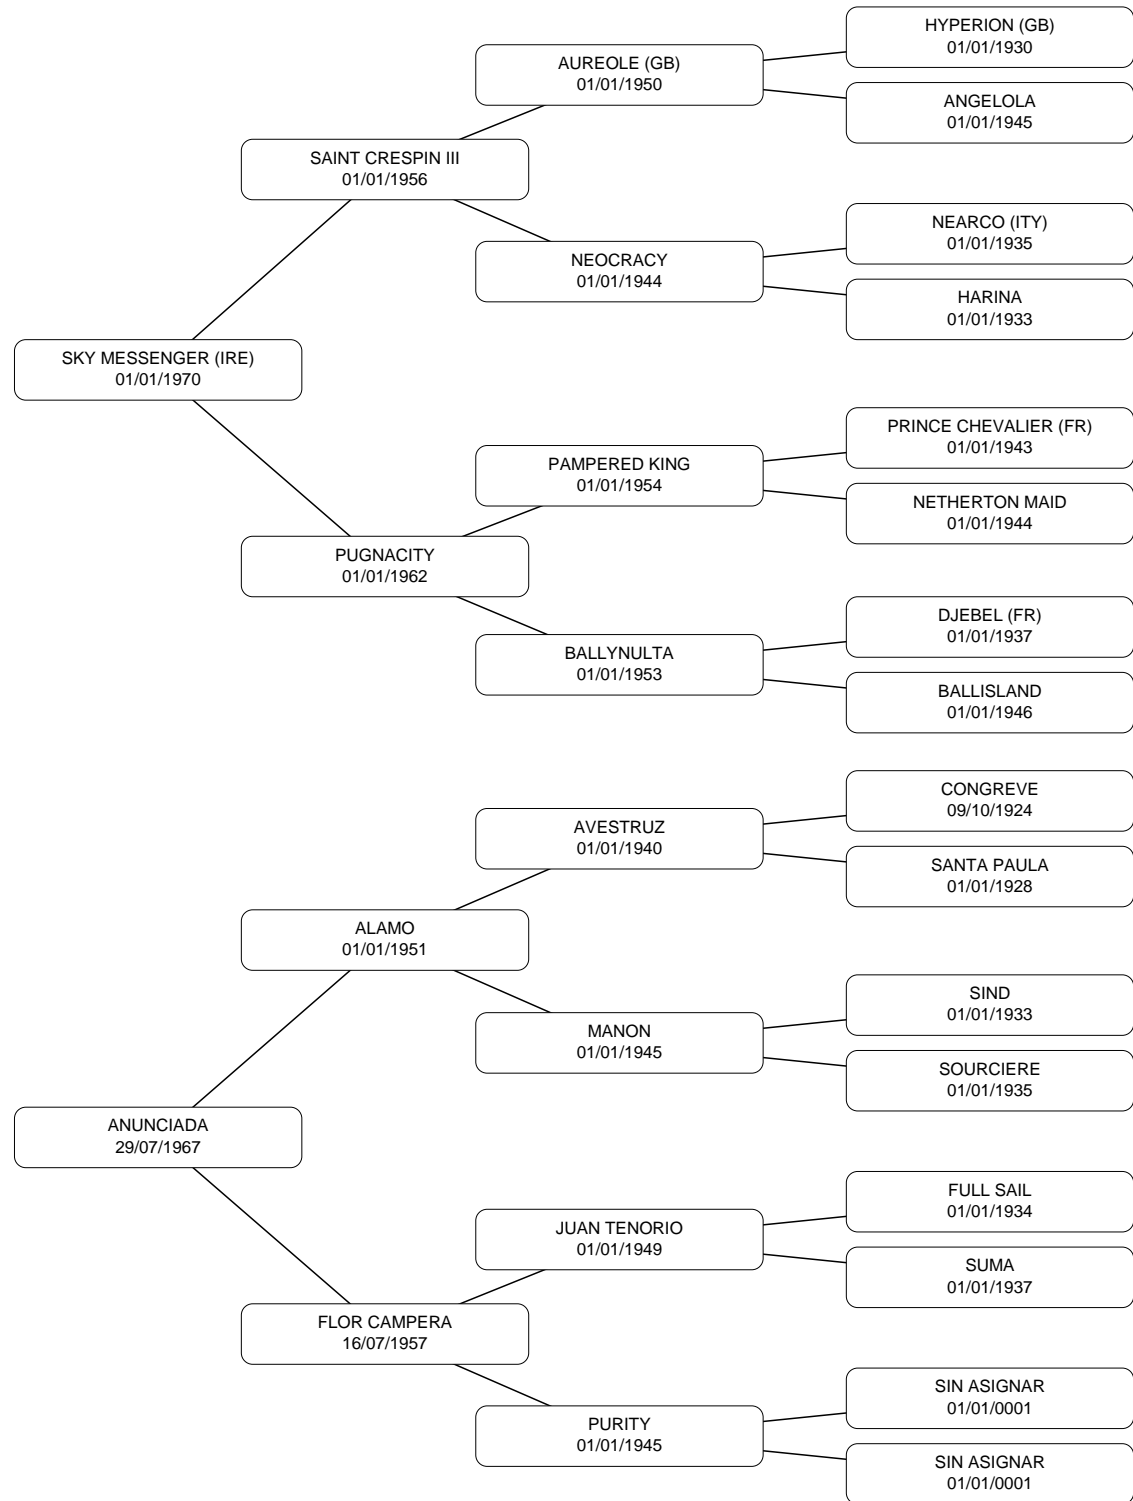 HYPERION (GB)
01/01/1930
AUREOLE (GB)
01/01/1950
ANGELOLA
01/01/1945
SAINT CRESPIN III
01/01/1956
NEARCO (ITY)
01/01/1935
NEOCRACY
01/01/1944
HARINA
01/01/1933
SKY MESSENGER (IRE)
01/01/1970
PRINCE CHEVALIER (FR)
01/01/1943
PAMPERED KING
01/01/1954
NETHERTON MAID
01/01/1944
PUGNACITY
01/01/1962
DJEBEL (FR)
01/01/1937
BALLYNULTA
01/01/1953
BALLISLAND
01/01/1946
CONGREVE
09/10/1924
AVESTRUZ
01/01/1940
SANTA PAULA
01/01/1928
ALAMO
01/01/1951
SIND
01/01/1933
MANON
01/01/1945
SOURCIERE
01/01/1935
ANUNCIADA
29/07/1967
FULL SAIL
01/01/1934
JUAN TENORIO
01/01/1949
SUMA
01/01/1937
FLOR CAMPERA
16/07/1957
SIN ASIGNAR
01/01/0001
PURITY
01/01/1945
SIN ASIGNAR
01/01/0001